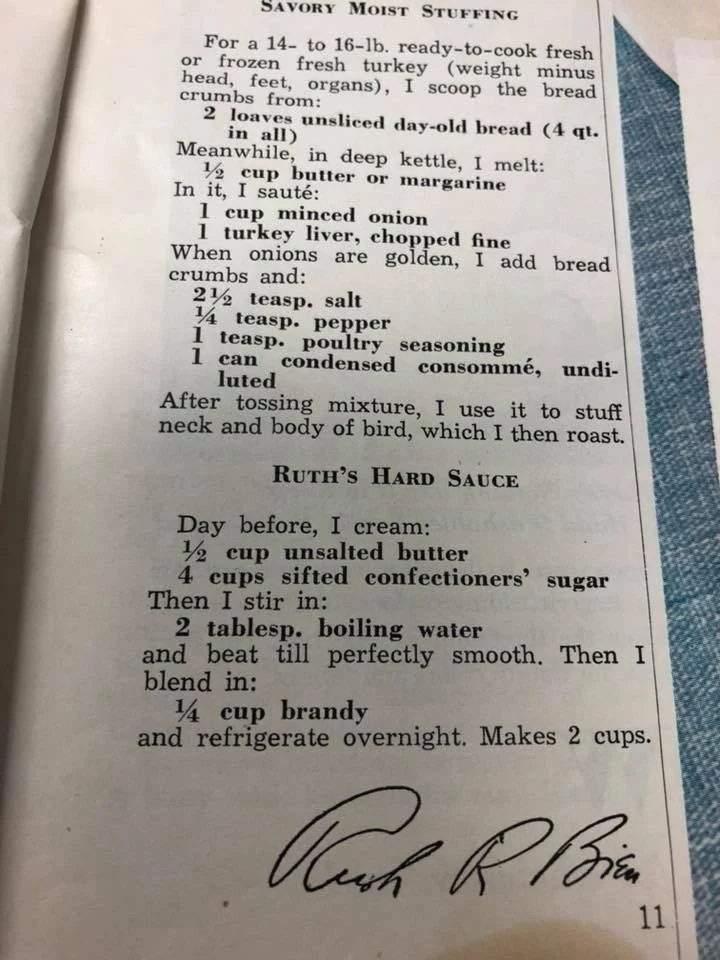 SAVORY MOIST STUFFING
For a 14- to 16-lb. ready-to-cook fresh
or frozen fresh turkey (weight minus
head, feet, organs), I scoop the bread
crumbs from:
2 loaves unsliced day-old bread (4 qt.
in all)
Meanwhile, in deep kettle, I melt:
½ cup butter or margarine
In it, I sauté:
1 cup minced onion
1 turkey liver, chopped fine
When onions are golden, I add bread
crumbs and:
2½ teasp. salt
¼ teasp. pepper
1 teasp. poultry seasoning
1 can condensed consommé, undi-
luted
After tossing mixture, I use it to stuff
neck and body of bird, which I then roast.
RUTH'S HARD SAUCE
Day before, I cream:
½ cup unsalted butter
4 cups sifted confectioners' sugar
Then I stir in:
2 tablesp. boiling water
and beat till perfectly smooth. Then I
blend in:
¼ cup brandy
and refrigerate overnight. Makes 2 cups.
Ruth R Bien
11